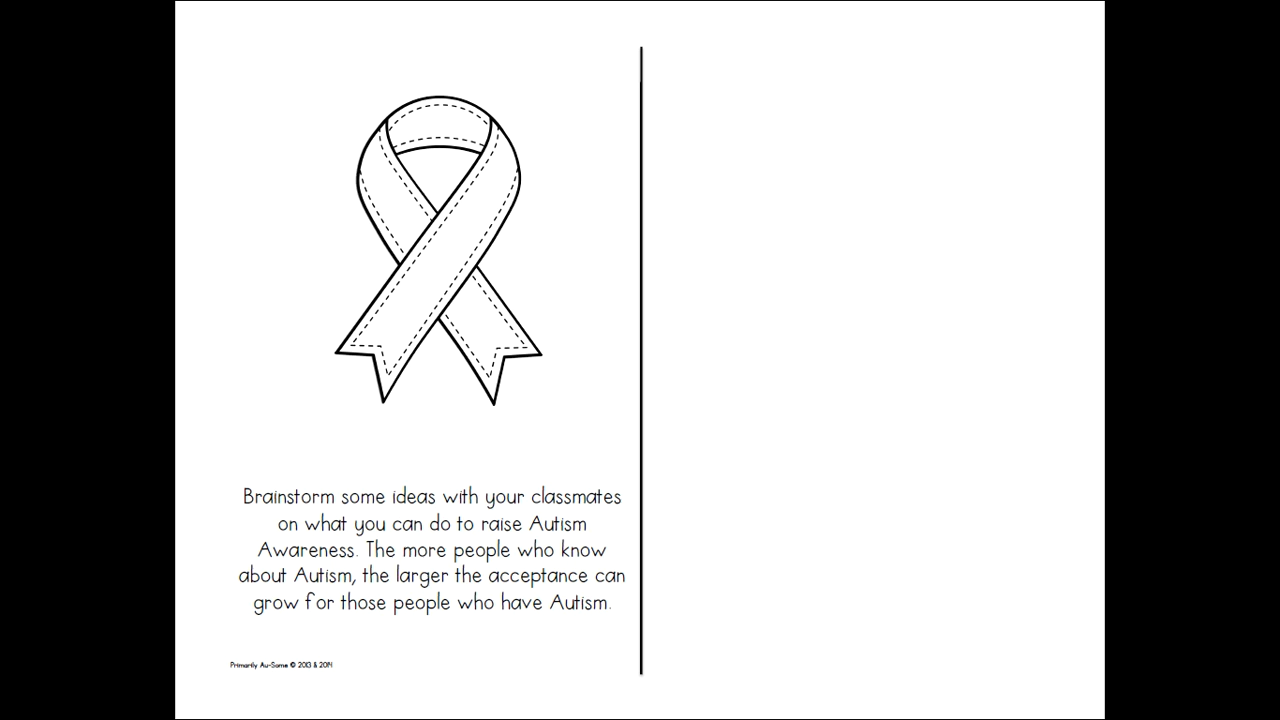 Brainstorm some ideas with your classmates
on what you can do to raise Autism
Awareness. The more people who know
about Autism, the larger the acceptance can
grow for those people who have Autism.
Primarily Au-Some © 2013 & 2014